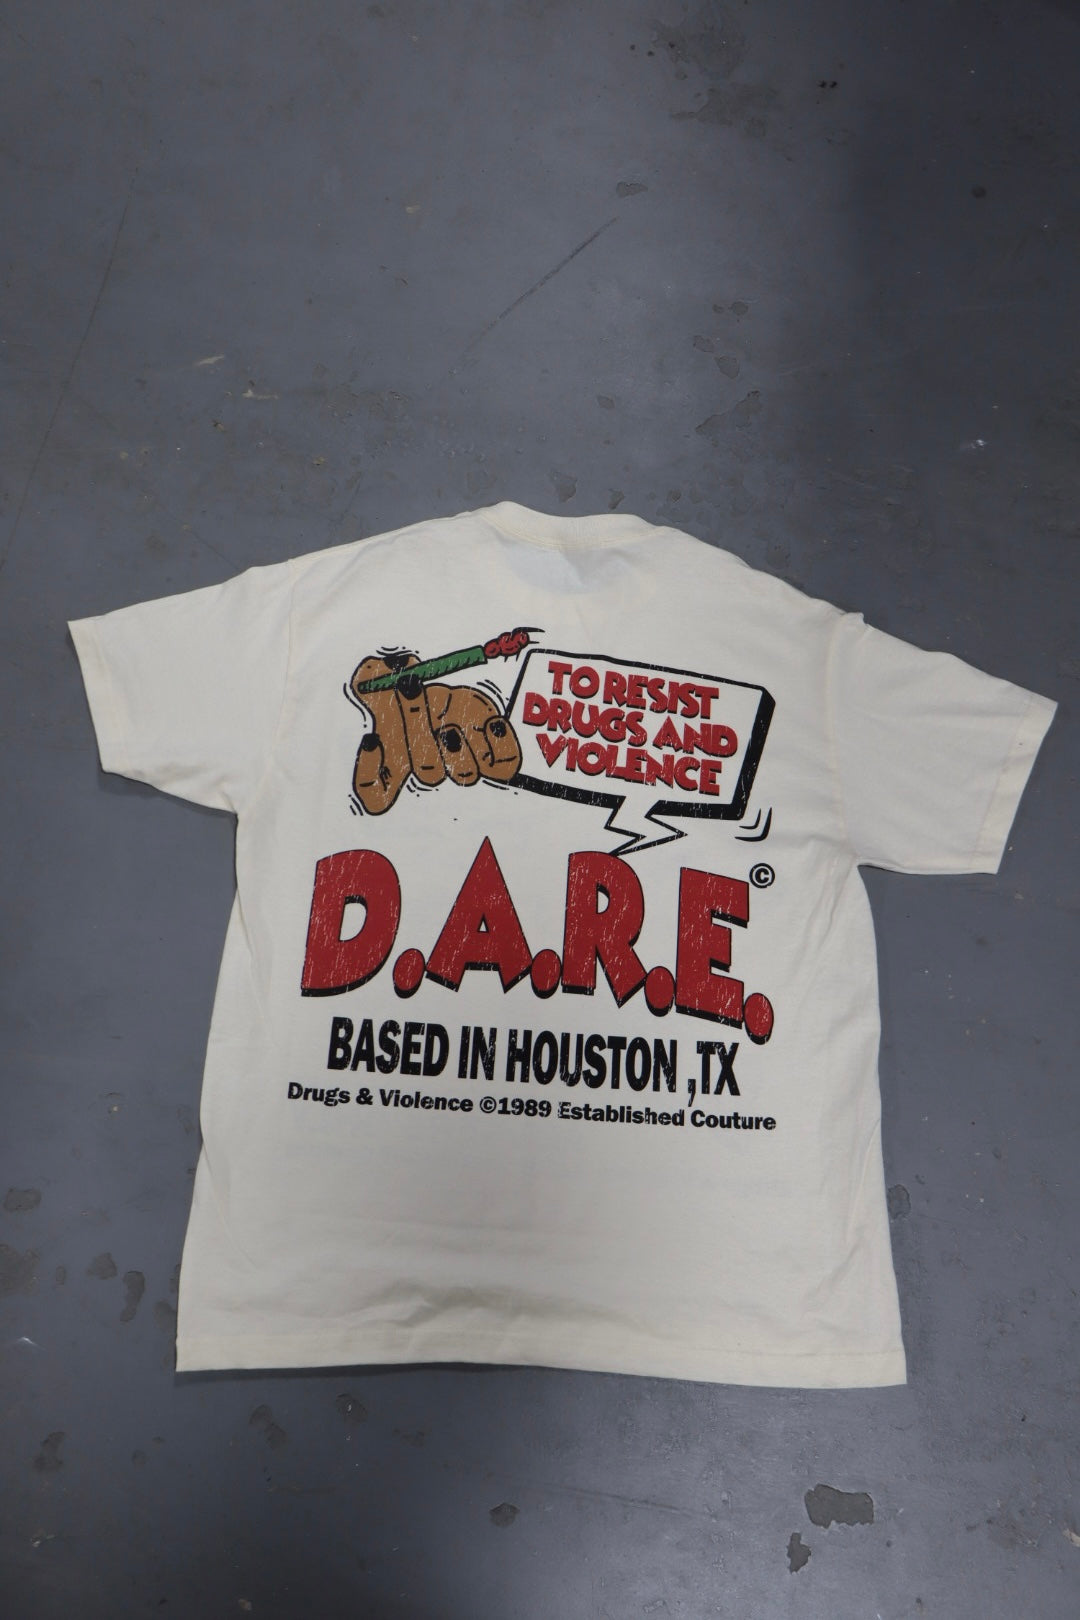 TO RESIST
DRUGS AND
VIOLENCE
D.A.R.E.©
BASED IN HOUSTON ,TX
Drugs & Violence ©1989 Established Couture